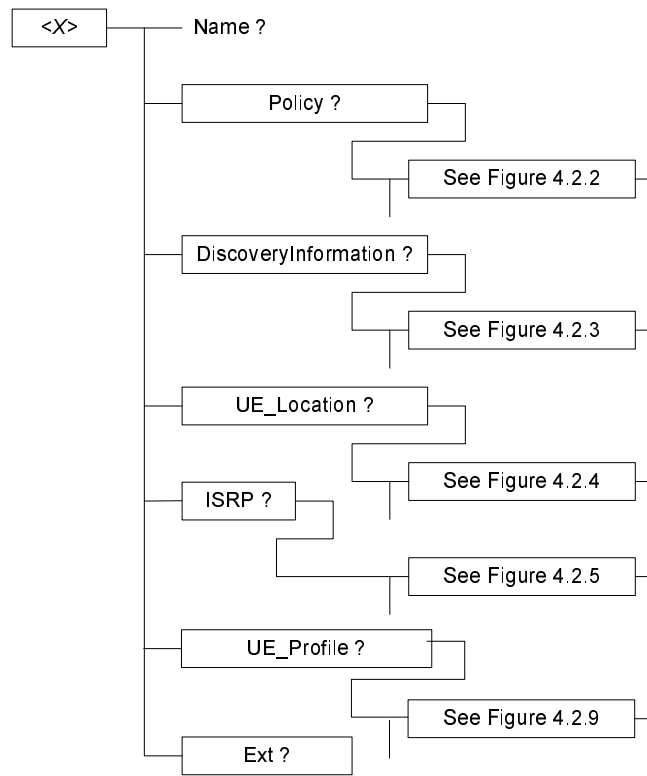 <X>
Name ?
Policy ?
See Figure 4.2.2
DiscoveryInformation ?
See Figure 4.2.3
UE_Location ?
See Figure 4.2.4
ISRP ?
See Figure 4.2.5
UE_Profile ?
See Figure 4.2.9
Ext ?